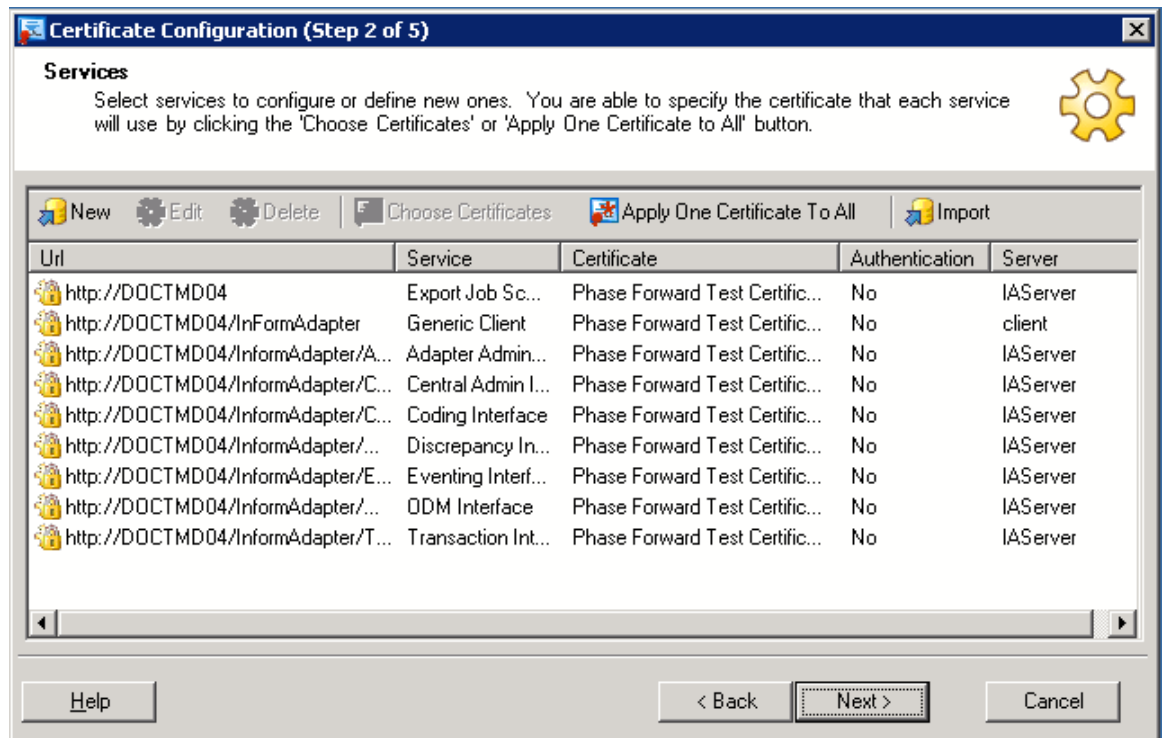 Certificate Configuration (Step 2 of 5)
Services
Select services to configure or define new ones. You are able to specify the certificate that each service
will use by clicking the 'Choose Certificates' or 'Apply One Certificate to All' button.
New Edit Delete Choose Certificates Apply One Certificate To All Import
Url Service Certificate Authentication Server
http://DOCTMD04 Export Job Sc... Phase Forward Test Certific... No IAServer
http://DOCTMD04/InFormAdapter Generic Client Phase Forward Test Certific... No client
http://DOCTMD04/InformAdapter/A... Adapter Admin... Phase Forward Test Certific... No IAServer
http://DOCTMD04/InformAdapter/C... Central Admin I... Phase Forward Test Certific... No IAServer
http://DOCTMD04/InformAdapter/C... Coding Interface Phase Forward Test Certific... No IAServer
http://DOCTMD04/InformAdapter/... Discrepancy In... Phase Forward Test Certific... No IAServer
http://DOCTMD04/InformAdapter/E... Eventing Interf... Phase Forward Test Certific... No IAServer
http://DOCTMD04/InformAdapter/... ODM Interface Phase Forward Test Certific... No IAServer
http://DOCTMD04/InformAdapter/T... Transaction Int... Phase Forward Test Certific... No IAServer
Help < Back Next > Cancel